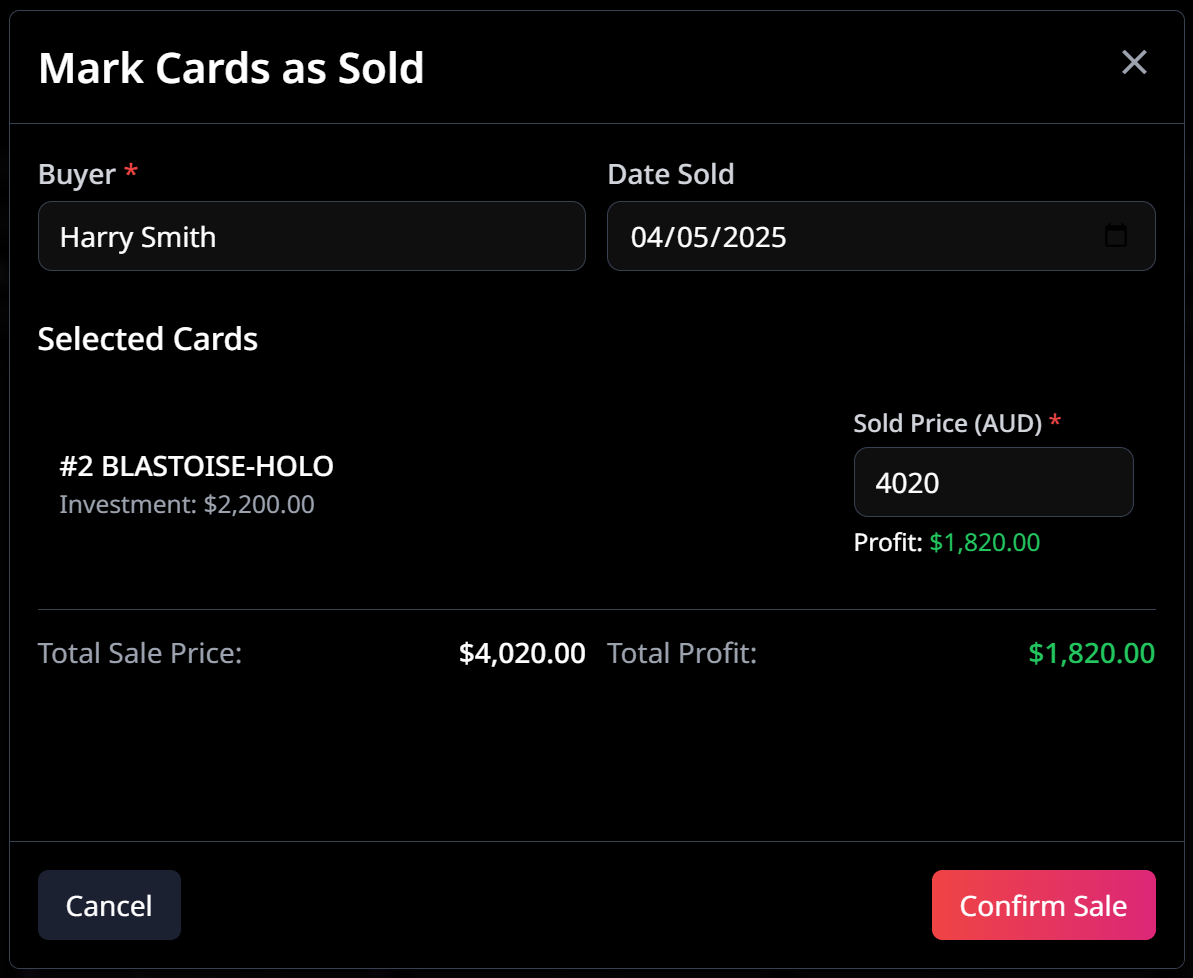 Mark Cards as Sold
Buyer *
Date Sold
Harry Smith
04/05/2025
Selected Cards
#2 BLASTOISE-HOLO
Investment: $2,200.00
Sold Price (AUD) *
4020
Profit: $1,820.00
Total Sale Price: $4,020.00 Total Profit: $1,820.00
Cancel
Confirm Sale